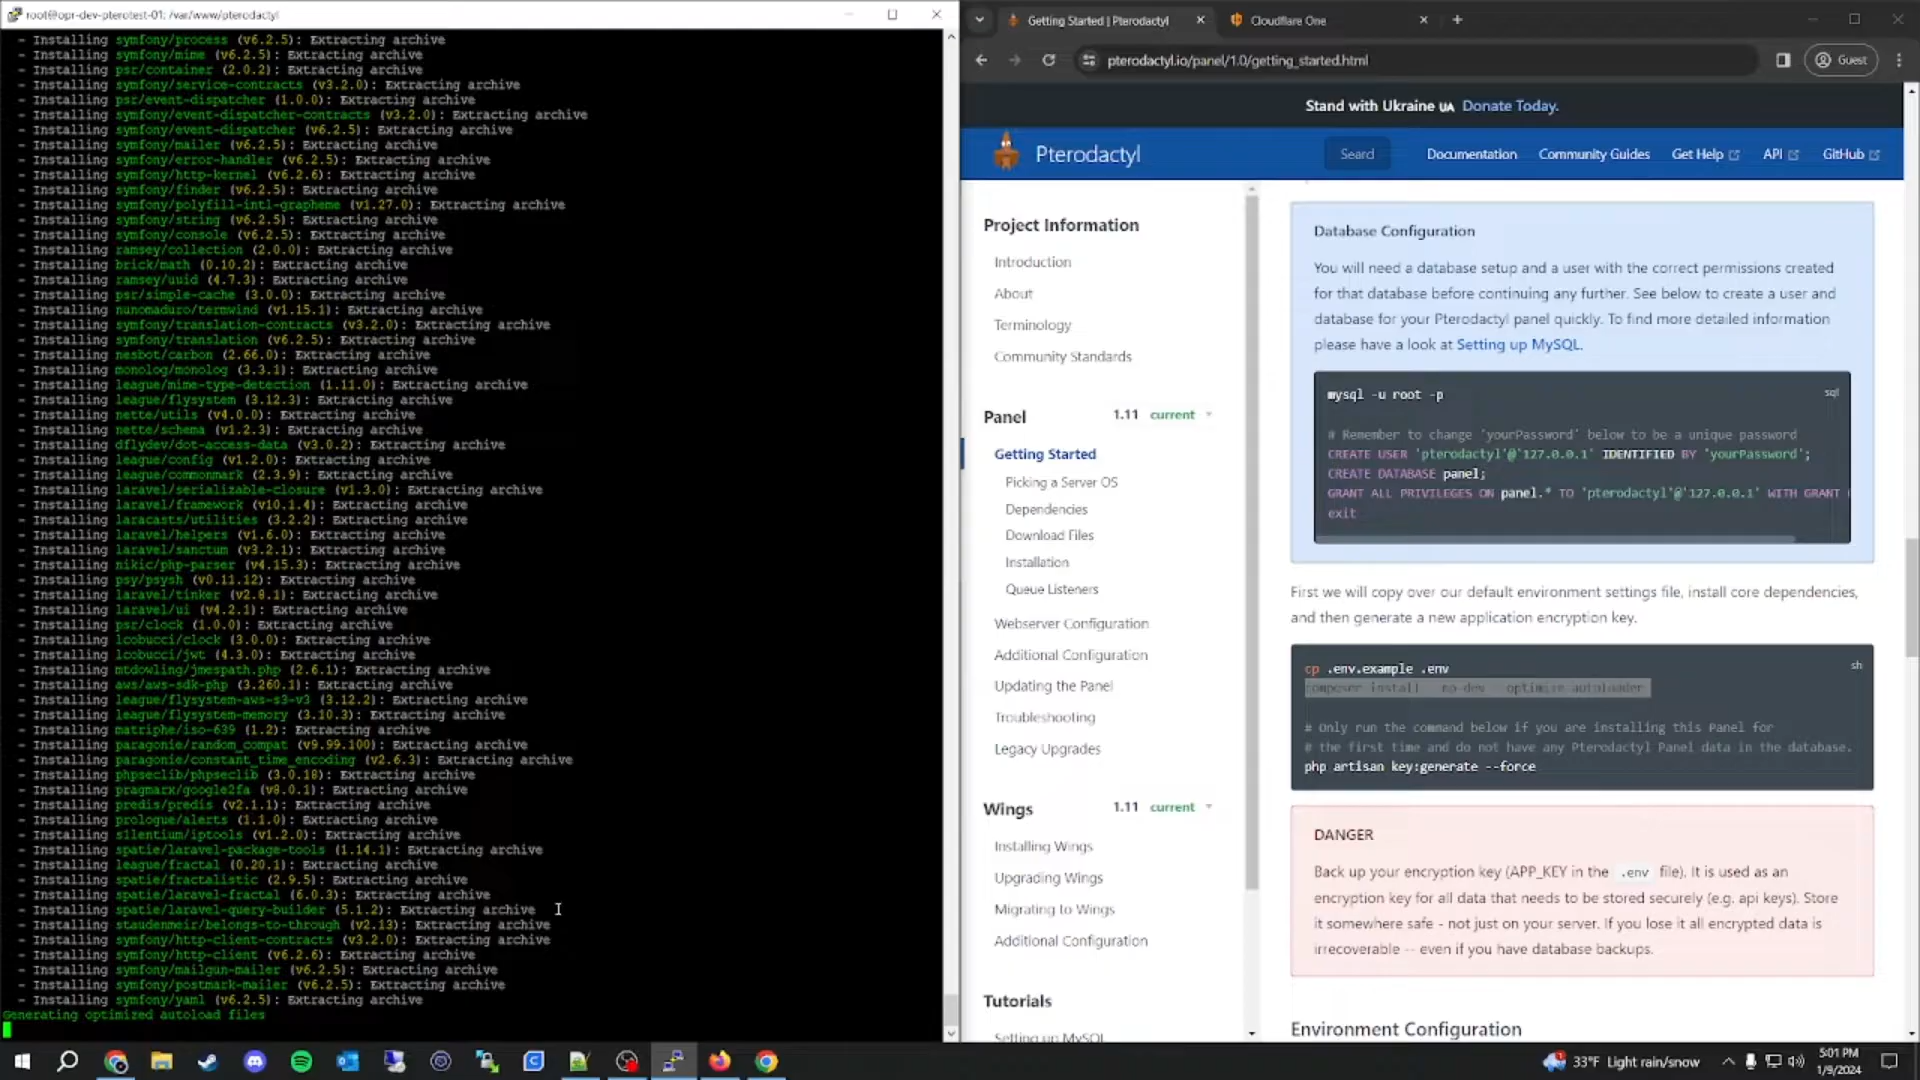 root@opr-dev-pterotest-01: /var/www/pterodactyl
- Installing symfony/process (v6.2.5): Extracting archive
- Installing symfony/mime (v6.2.5): Extracting archive
- Installing psr/container (2.0.2): Extracting archive
- Installing symfony/service-contracts (v3.2.0): Extracting archive
- Installing psr/event-dispatcher (1.0.0): Extracting archive
- Installing symfony/event-dispatcher-contracts (v3.2.0): Extracting archive
- Installing symfony/event-dispatcher (v6.2.5): Extracting archive
- Installing symfony/mailer (v6.2.5): Extracting archive
- Installing symfony/error-handler (v6.2.5): Extracting archive
- Installing symfony/http-kernel (v6.2.6): Extracting archive
- Installing symfony/finder (v6.2.5): Extracting archive
- Installing symfony/polyfill-intl-grapheme (v1.27.0): Extracting archive
- Installing symfony/string (v6.2.5): Extracting archive
- Installing symfony/console (v6.2.5): Extracting archive
- Installing ramsey/collection (2.0.0): Extracting archive
- Installing brick/math (0.10.2): Extracting archive
- Installing ramsey/uuid (4.7.3): Extracting archive
- Installing psr/simple-cache (3.0.0): Extracting archive
- Installing nunomaduro/termwind (v1.15.1): Extracting archive
- Installing symfony/translation-contracts (v3.2.0): Extracting archive
- Installing symfony/translation (v6.2.5): Extracting archive
- Installing nesbot/carbon (2.66.0): Extracting archive
- Installing monolog/monolog (3.3.1): Extracting archive
- Installing league/mime-type-detection (1.11.0): Extracting archive
- Installing league/flysystem (3.12.3): Extracting archive
- Installing nette/utils (v4.0.0): Extracting archive
- Installing nette/schema (v1.2.3): Extracting archive
- Installing dflydev/dot-access-data (v3.0.2): Extracting archive
- Installing league/config (v1.2.0): Extracting archive
- Installing league/commonmark (2.3.9): Extracting archive
- Installing laravel/serializable-closure (v1.3.0): Extracting archive
- Installing laravel/framework (v10.1.4): Extracting archive
- Installing laracasts/utilities (3.2.2): Extracting archive
- Installing laravel/helpers (v1.6.0): Extracting archive
- Installing laravel/sanctum (v3.2.1): Extracting archive
- Installing nikic/php-parser (v4.15.3): Extracting archive
- Installing psy/psysh (v0.11.12): Extracting archive
- Installing laravel/tinker (v2.8.1): Extracting archive
- Installing laravel/ui (v4.2.1): Extracting archive
- Installing psr/clock (1.0.0): Extracting archive
- Installing lcobucci/clock (3.0.0): Extracting archive
- Installing lcobucci/jwt (4.3.0): Extracting archive
- Installing mtdowling/jmespath.php (2.6.1): Extracting archive
- Installing aws/aws-sdk-php (3.260.1): Extracting archive
- Installing league/flysystem-aws-s3-v3 (3.12.2): Extracting archive
- Installing league/flysystem-memory (3.10.3): Extracting archive
- Installing matriphe/iso-639 (1.2): Extracting archive
- Installing paragonie/random_compat (v9.99.100): Extracting archive
- Installing paragonie/constant_time_encoding (v2.6.3): Extracting archive
- Installing phpseclib/phpseclib (3.0.18): Extracting archive
- Installing pragmarx/google2fa (v8.0.1): Extracting archive
- Installing predis/predis (v2.1.1): Extracting archive
- Installing prologue/alerts (1.1.0): Extracting archive
- Installing s1lentium/iptools (v1.2.0): Extracting archive
- Installing spatie/laravel-package-tools (1.14.1): Extracting archive
- Installing league/fractal (0.20.1): Extracting archive
- Installing spatie/fractalistic (2.9.5): Extracting archive
- Installing spatie/laravel-fractal (6.0.3): Extracting archive
- Installing spatie/laravel-query-builder (5.1.2): Extracting archive
- Installing staudenmeir/belongs-to-through (v2.13): Extracting archive
- Installing symfony/http-client-contracts (v3.2.0): Extracting archive
- Installing symfony/http-client (v6.2.6): Extracting archive
- Installing symfony/mailgun-mailer (v6.2.5): Extracting archive
- Installing symfony/postmark-mailer (v6.2.5): Extracting archive
- Installing symfony/yaml (v6.2.5): Extracting archive
Generating optimized autoload files
Getting Started | Pterodactyl
Cloudflare One
pterodactyl.io/panel/1.0/getting_started.html
Guest
Stand with Ukraine UA Donate Today.
Pterodactyl
Searc
Documentation
Community Guides
Get Help
API
GitHub
Project Information
Introduction
About
Terminology
Community Standards
Panel 1.11 current
Getting Started
Picking a Server OS
Dependencies
Download Files
Installation
Queue Listeners
Webserver Configuration
Additional Configuration
Updating the Panel
Troubleshooting
Legacy Upgrades
Wings 1.11 current
Installing Wings
Upgrading Wings
Migrating to Wings
Additional Configuration
Tutorials
Setting up MySQL
Database Configuration
You will need a database setup and a user with the correct permissions created
for that database before continuing any further. See below to create a user and
database for your Pterodactyl panel quickly. To find more detailed information
please have a look at Setting up MySQL.
sql
mysql -u root -p
# Remember to change 'yourPassword' below to be a unique password
CREATE USER 'pterodactyl'@'127.0.0.1' IDENTIFIED BY 'yourPassword';
CREATE DATABASE panel;
GRANT ALL PRIVILEGES ON panel.* TO 'pterodactyl'@'127.0.0.1' WITH GRANT
exit
First we will copy over our default environment settings file, install core dependencies,
and then generate a new application encryption key.
sh
cp .env.example .env
composer install --no-dev --optimize-autoloader
# Only run the command below if you are installing this Panel for
# the first time and do not have any Pterodactyl Panel data in the database.
php artisan key:generate --force
DANGER
Back up your encryption key (APP_KEY in the .env file). It is used as an
encryption key for all data that needs to be stored securely (e.g. api keys). Store
it somewhere safe - not just on your server. If you lose it all encrypted data is
irrecoverable -- even if you have database backups.
Environment Configuration
33°F Light rain/snow
5:01 PM
1/9/2024